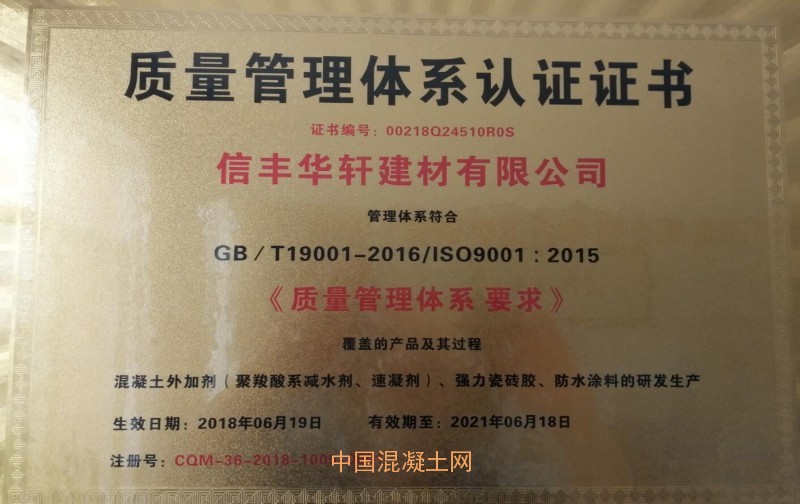 质量管理体系认证证书
证书编号：00218Q24510R0S
信丰华轩建材有限公司
管理体系符合
GB/T19001-2016/ISO9001：2015
《质量管理体系 要求》
覆盖的产品及其过程
混凝土外加剂（聚羧酸系减水剂、速凝剂）、强力瓷砖胶、防水涂料的研发生产
生效日期：2018年06月19日 有效期至：2021年06月18日
注册号：CQM-36-2018-100
中国混凝土网